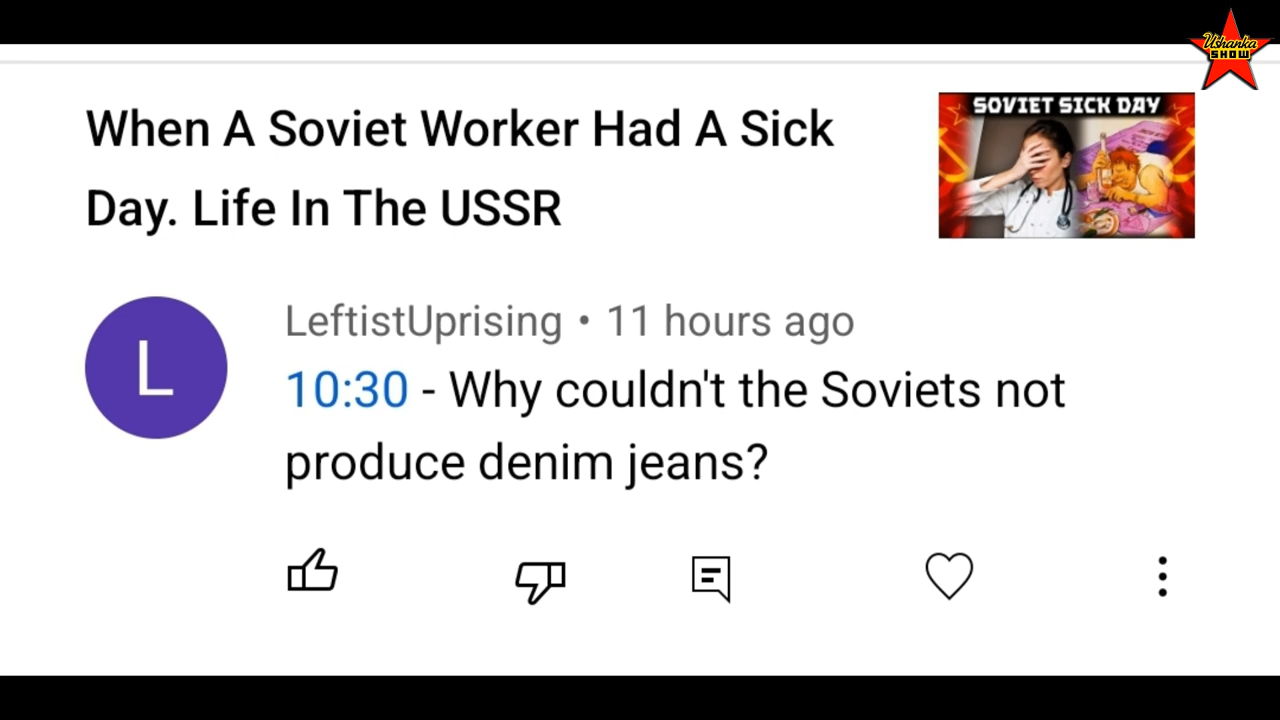 Ushanka
SHOW
SOVIET SICK DAY
When A Soviet Worker Had A Sick
Day. Life In The USSR
L
LeftistUprising • 11 hours ago
10:30 - Why couldn't the Soviets not
produce denim jeans?